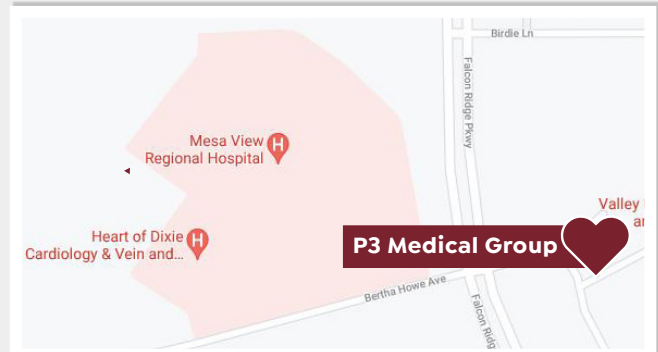 Birdie Ln
Falcon Ridge Pkwy
Mesa View
Regional Hospital
H
Valley
Heart of Dixie
Cardiology & Vein and...
H
P3 Medical Group
Bertha Howe Ave
Falcon Ridge